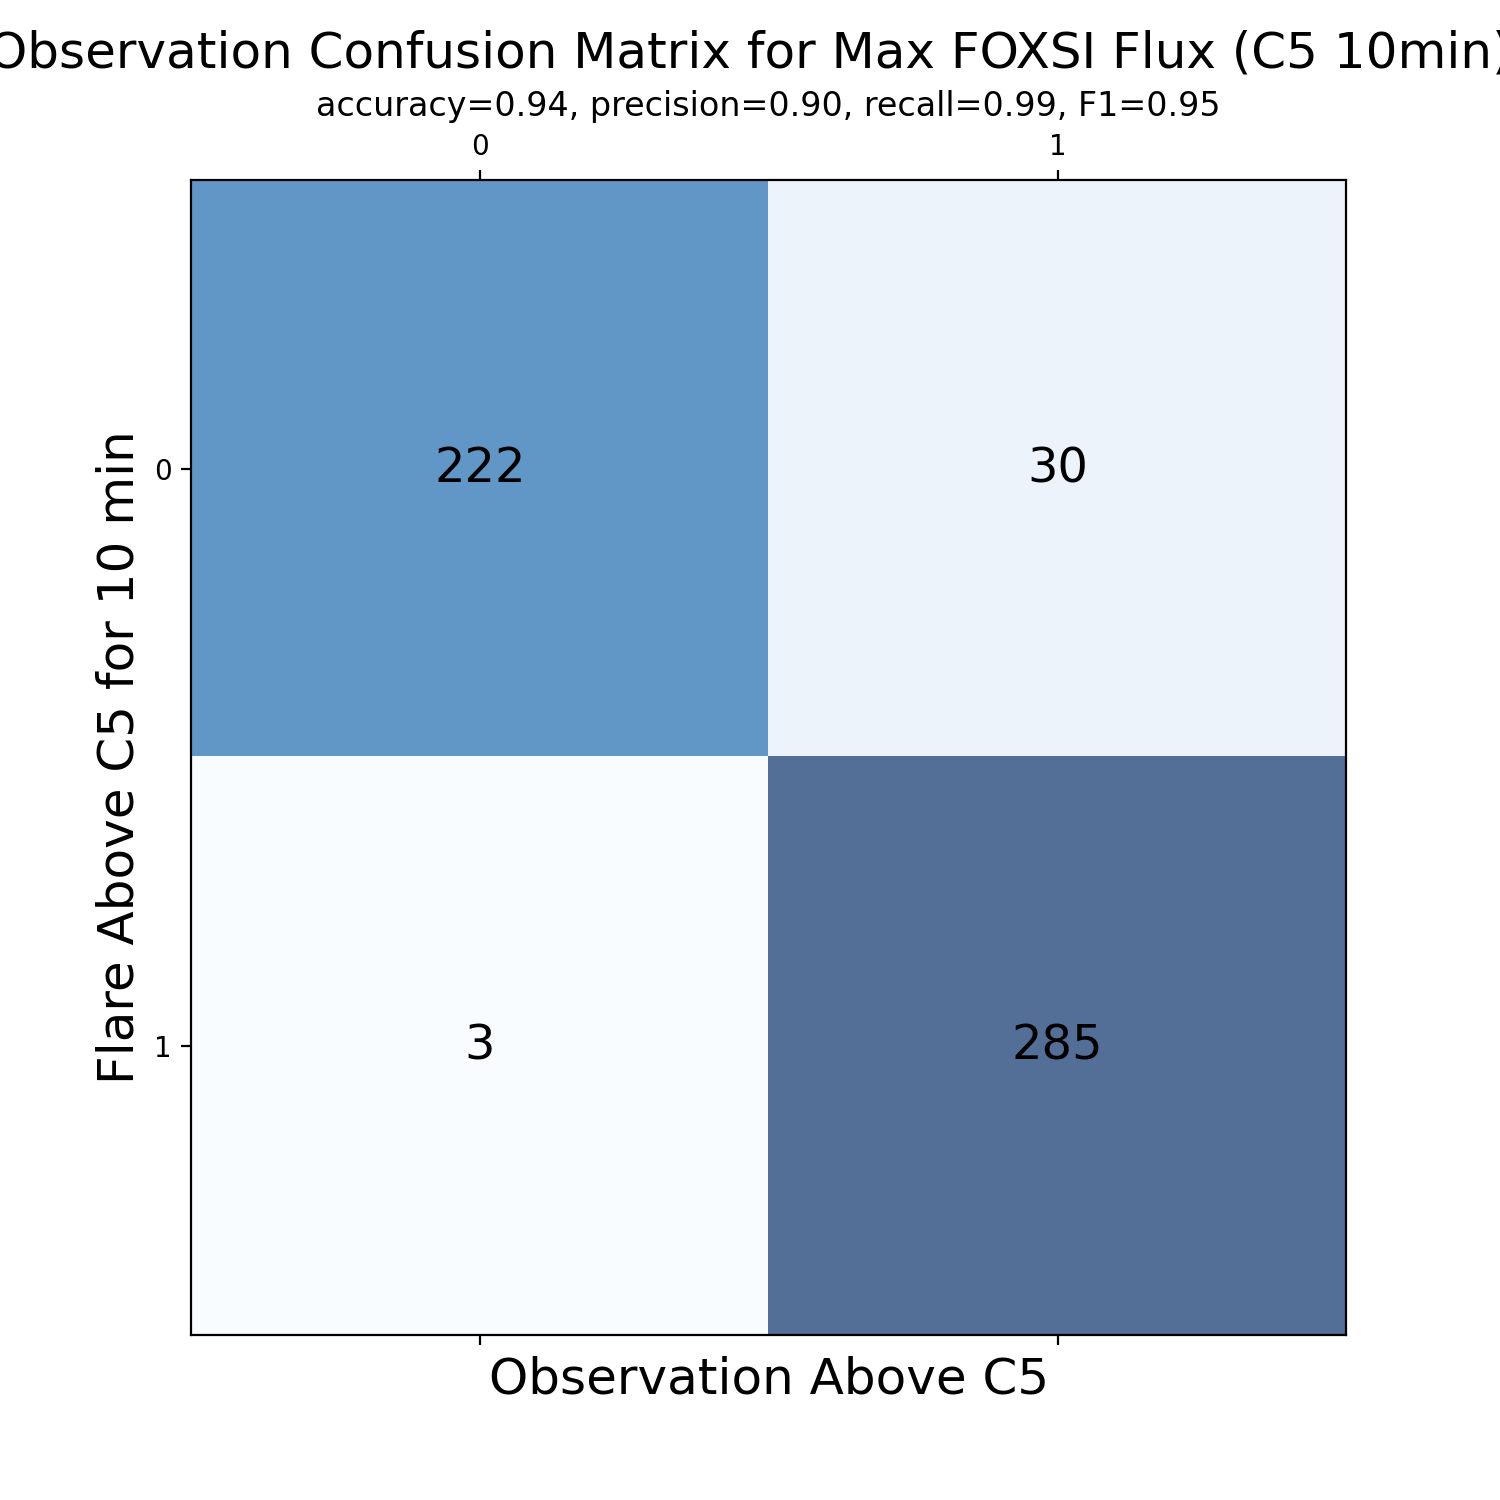 Observation Confusion Matrix for Max FOXSI Flux (C5 10min)
accuracy=0.94, precision=0.90, recall=0.99, F1=0.95
0 1
Flare Above C5 for 10 min
0 222 30
1 3 285
Observation Above C5